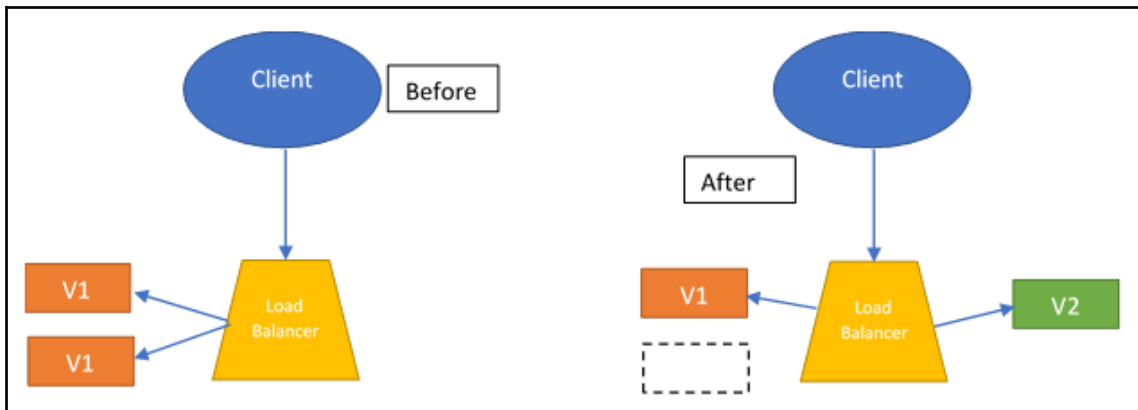 Client
Before
V1
V1
Load
Balancer
Client
After
V1
Load
Balancer
V2